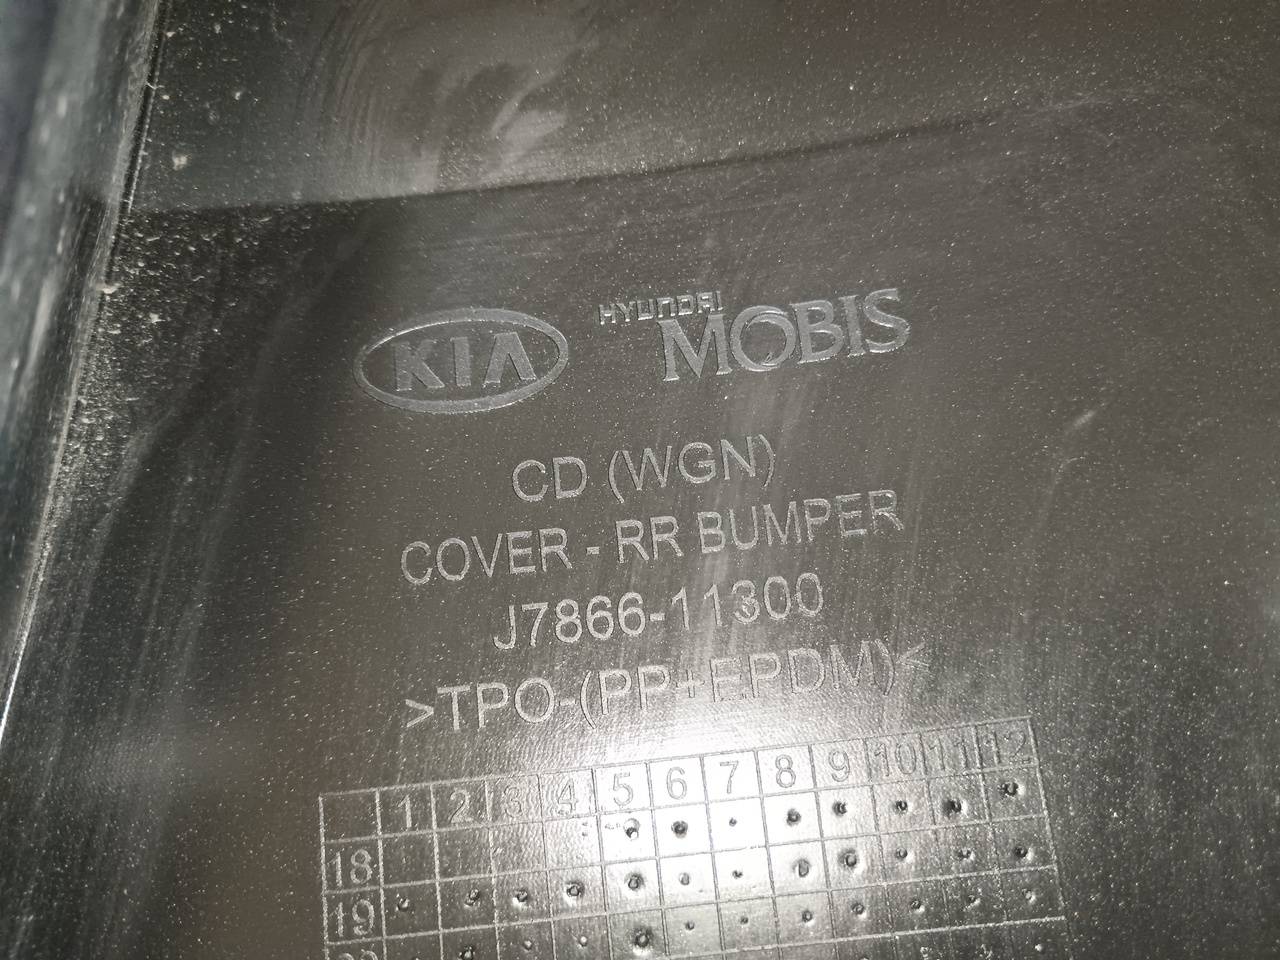 KIA HYUNDAI MOBIS
CD (WGN)
COVER - RR BUMPER
J7866-11300
>TPO-(PP+EPDM)<
1 2 3 4 5 6 7 8 9 10 11 12
18
19